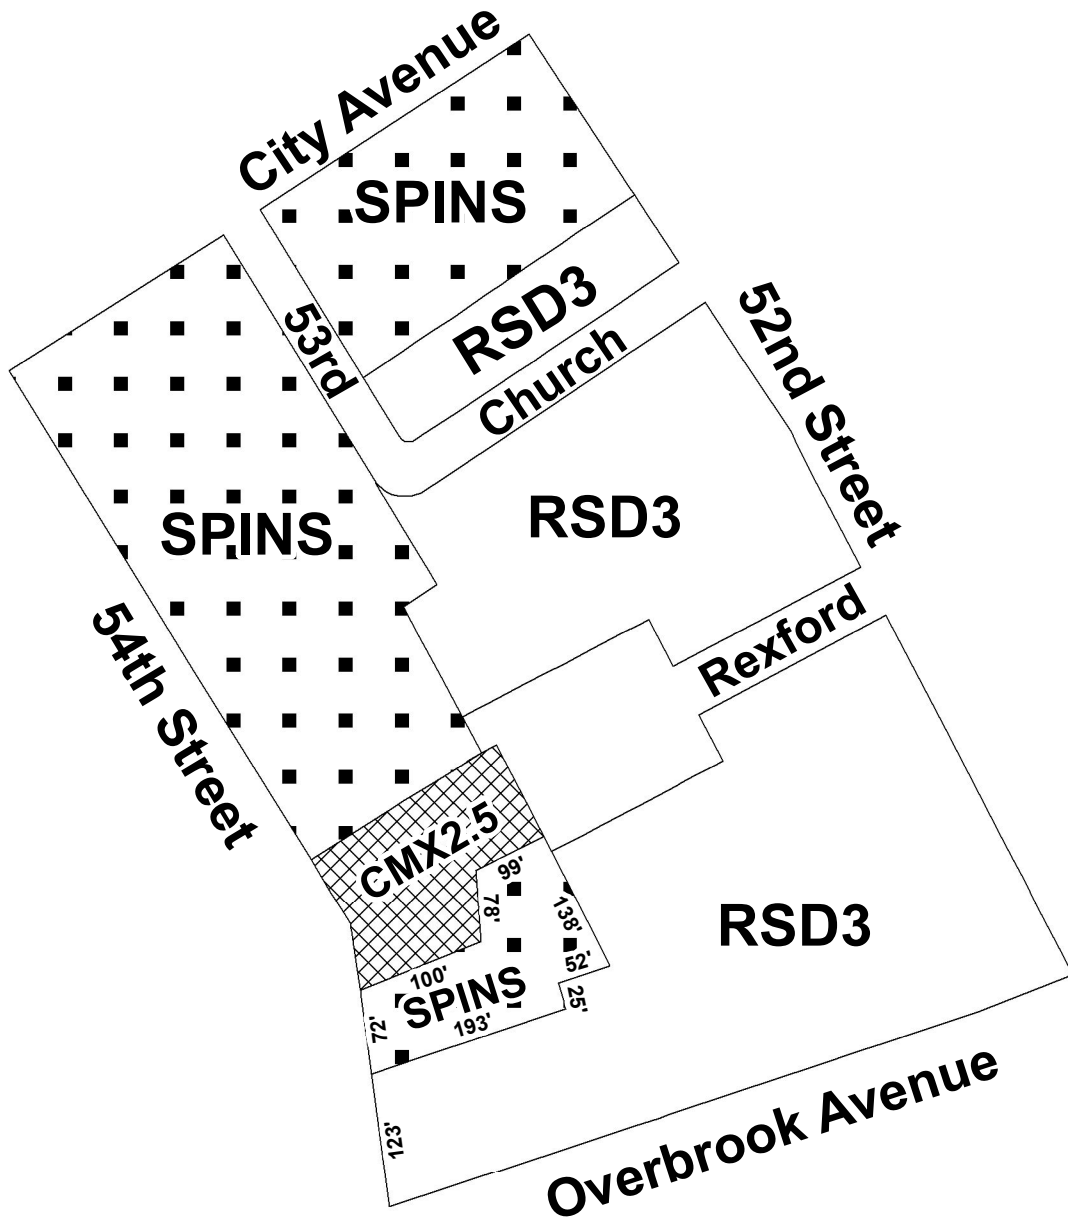 City Avenue
SPINS
RSD3
53rd
Church
52nd Street
SPINS
RSD3
54th Street
Rexford
CMX2.5
99'
78'
138'
RSD3
52'
100'
SPINS
25'
72'
193'
123'
Overbrook Avenue